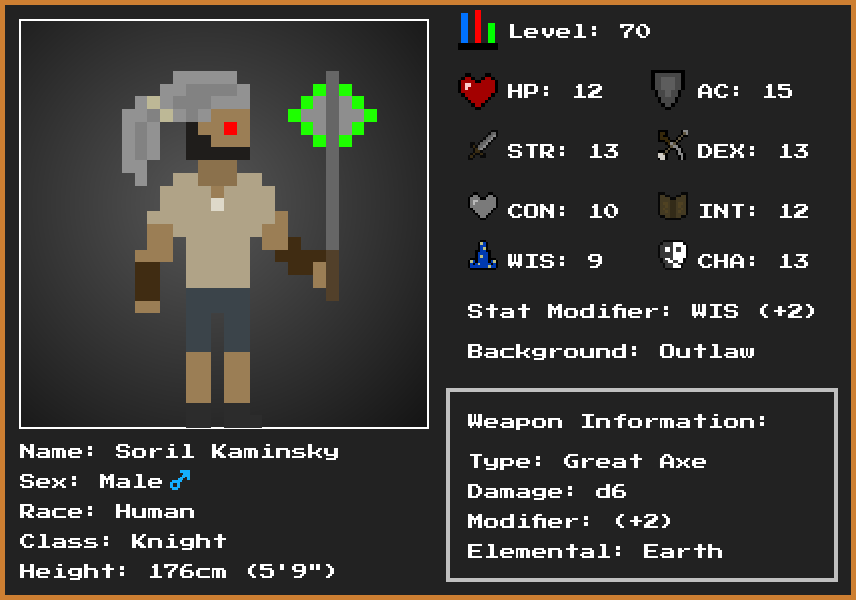 Level: 70
HP: 12
AC: 15
STR: 13
DEX: 13
CON: 10
INT: 12
WIS: 9
CHA: 13
Stat Modifier: WIS (+2)
Background: Outlaw
Weapon Information:
Type: Great Axe
Damage: d6
Modifier: (+2)
Elemental: Earth
Name: Soril Kaminsky
Sex: Male♂
Race: Human
Class: Knight
Height: 176cm (5'9")